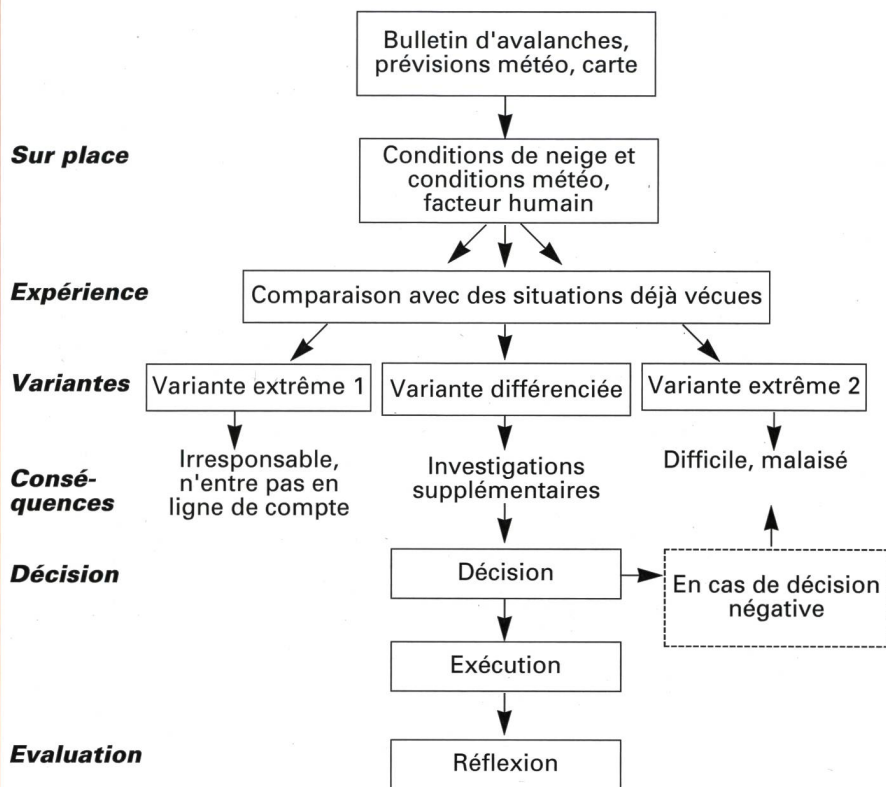 Bulletin d'avalanches,
prévisions météo, carte
Sur place
Conditions de neige et
conditions météo,
facteur humain
Expérience
Comparaison avec des situations déjà vécues
Variantes
Variante extrême 1
Variante différenciée
Variante extrême 2
Consé-
quences
Irresponsable,
n'entre pas en
ligne de compte
Investigations
supplémentaires
Difficile, malaisé
Décision
Décision
En cas de décision
négative
Exécution
Evaluation
Réflexion